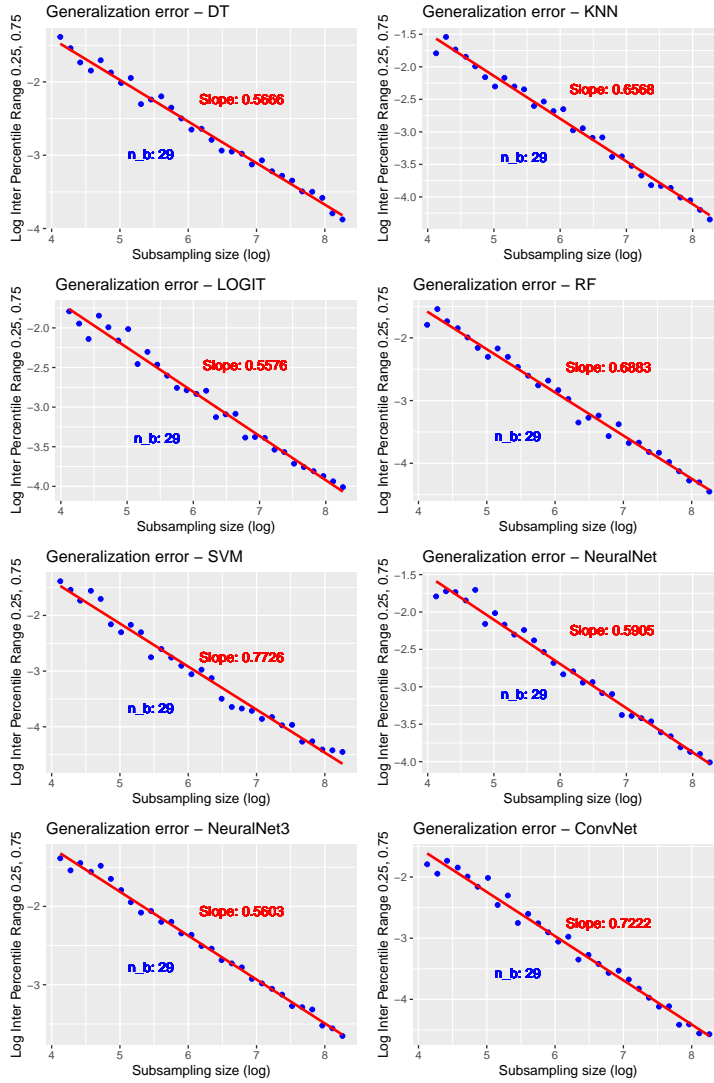 Generalization error − DT
Log Inter Percentile Range 0.25, 0.75
−2
−3
−4
Slope: 0.5666
n_b: 29
4 5 6 7 8
Subsampling size (log)
Generalization error − KNN
Log Inter Percentile Range 0.25, 0.75
−1.5
−2.0
−2.5
−3.0
−3.5
−4.0
Slope: 0.6568
n_b: 29
4 5 6 7 8
Subsampling size (log)
Generalization error − LOGIT
Log Inter Percentile Range 0.25, 0.75
−2.0
−2.5
−3.0
−3.5
−4.0
Slope: 0.5576
n_b: 29
4 5 6 7 8
Subsampling size (log)
Generalization error − RF
Log Inter Percentile Range 0.25, 0.75
−2
−3
−4
Slope: 0.6883
n_b: 29
4 5 6 7 8
Subsampling size (log)
Generalization error − SVM
Log Inter Percentile Range 0.25, 0.75
−2
−3
−4
Slope: 0.7726
n_b: 29
4 5 6 7 8
Subsampling size (log)
Generalization error − NeuralNet
Log Inter Percentile Range 0.25, 0.75
−1.5
−2.0
−2.5
−3.0
−3.5
−4.0
Slope: 0.5905
n_b: 29
4 5 6 7 8
Subsampling size (log)
Generalization error − NeuralNet3
Log Inter Percentile Range 0.25, 0.75
−2
−3
Slope: 0.5603
n_b: 29
4 5 6 7 8
Subsampling size (log)
Generalization error − ConvNet
Log Inter Percentile Range 0.25, 0.75
−2
−3
−4
Slope: 0.7222
n_b: 29
4 5 6 7 8
Subsampling size (log)